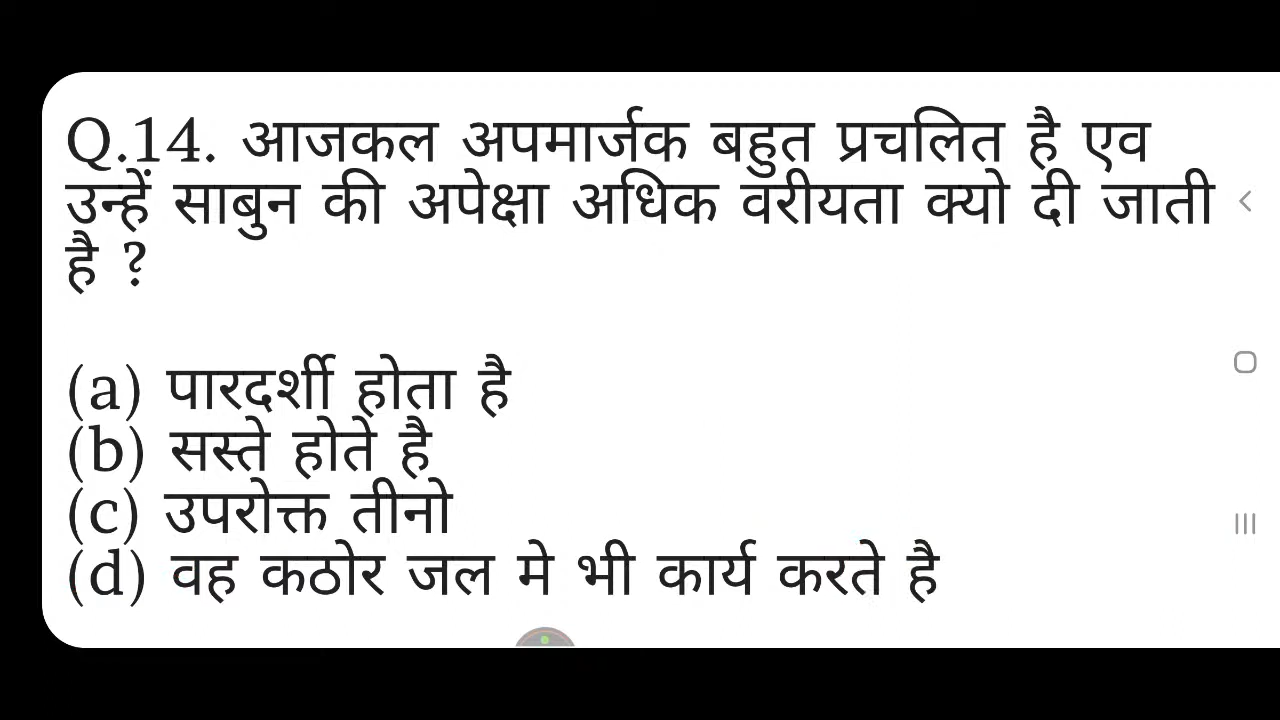 Q.14. आजकल अपमार्जक बहुत प्रचलित है एव
उन्हें साबुन की अपेक्षा अधिक वरीयता क्यो दी जाती
है ?
(a) पारदर्शी होता है
(b) सस्ते होते है
(c) उपरोक्त तीनो
(d) वह कठोर जल मे भी कार्य करते है